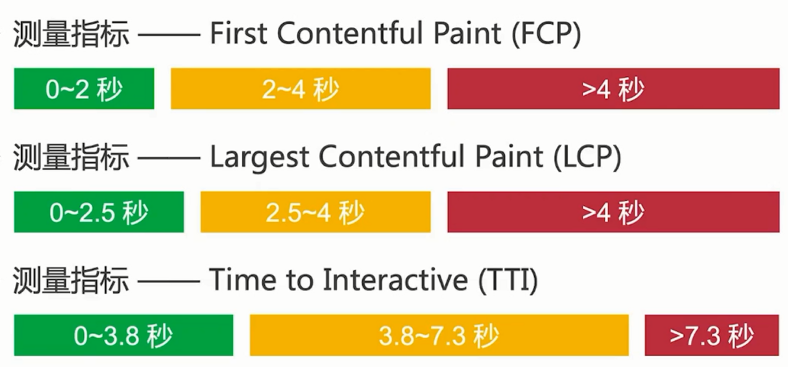 测量指标 —— First Contentful Paint (FCP)
0~2 秒 2~4 秒 >4 秒
测量指标 —— Largest Contentful Paint (LCP)
0~2.5 秒 2.5~4 秒 >4 秒
测量指标 —— Time to Interactive (TTI)
0~3.8 秒 3.8~7.3 秒 >7.3 秒